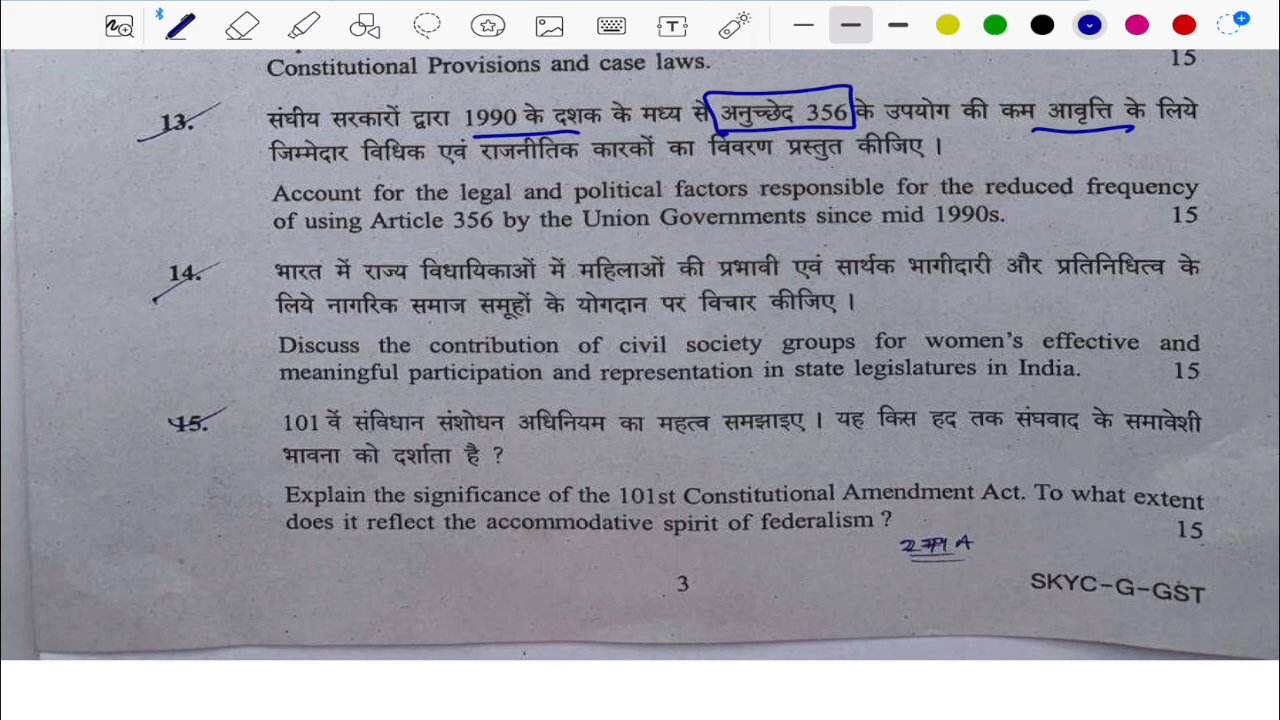 Constitutional Provisions and case laws. 15
13. संघीय सरकारों द्वारा 1990 के दशक के मध्य से अनुच्छेद 356 के उपयोग की कम आवृत्ति के लिये
जिम्मेदार विधिक एवं राजनीतिक कारकों का विवरण प्रस्तुत कीजिए ।
Account for the legal and political factors responsible for the reduced frequency
of using Article 356 by the Union Governments since mid 1990s. 15
14. भारत में राज्य विधायिकाओं में महिलाओं की प्रभावी एवं सार्थक भागीदारी और प्रतिनिधित्व के
लिये नागरिक समाज समूहों के योगदान पर विचार कीजिए ।
Discuss the contribution of civil society groups for women's effective and
meaningful participation and representation in state legislatures in India. 15
15. 101 वें संविधान संशोधन अधिनियम का महत्व समझाइए । यह किस हद तक संघवाद के समावेशी
भावना को दर्शाता है ?
Explain the significance of the 101st Constitutional Amendment Act. To what extent
does it reflect the accommodative spirit of federalism ? 15
3 SKYC-G-GST